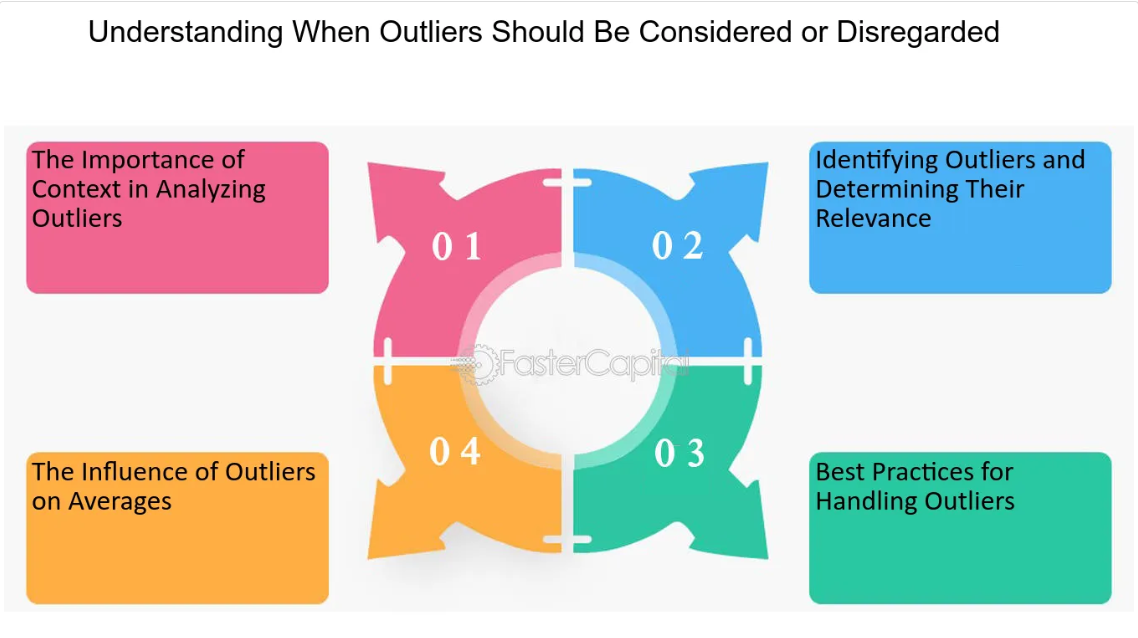 Understanding When Outliers Should Be Considered or Disregarded
The Importance of
Context in Analyzing
Outliers
0 1
0 2
Identifying Outliers and
Determining Their
Relevance
FasterCapital
The Influence of Outliers
on Averages
0 4
0 3
Best Practices for
Handling Outliers